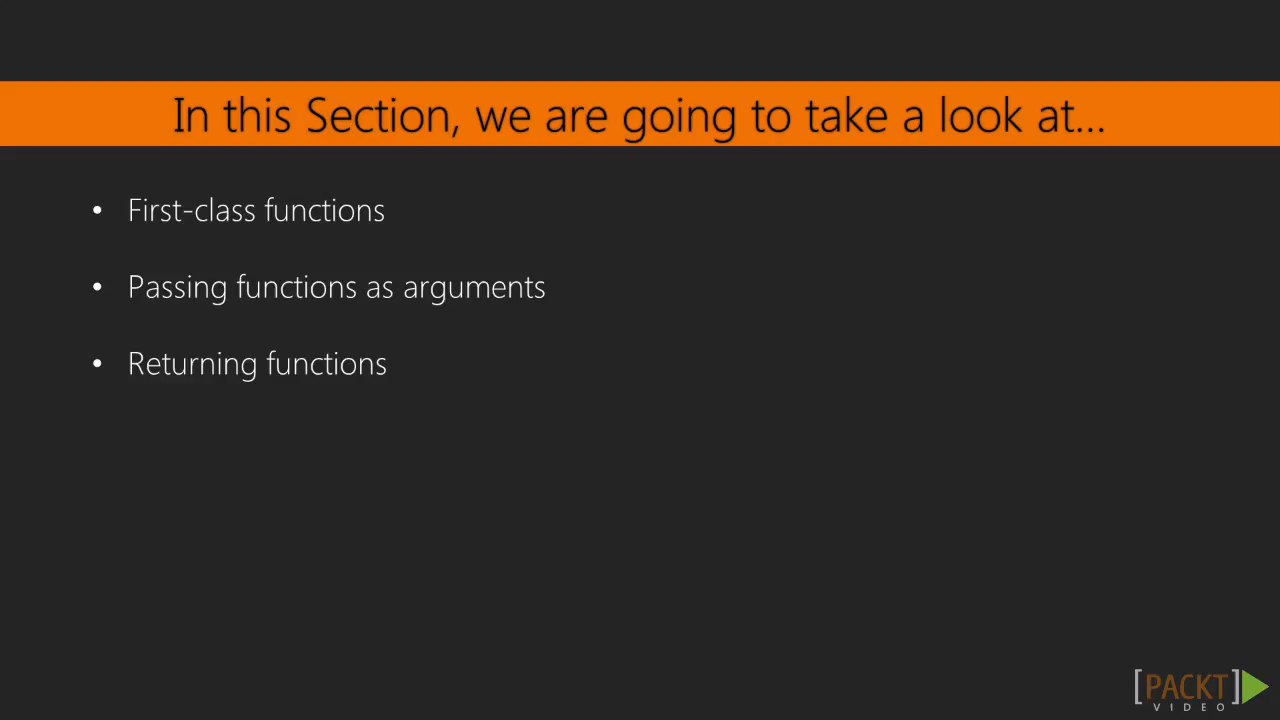 In this Section, we are going to take a look at...
• First-class functions
• Passing functions as arguments
• Returning functions
[PACKT]
VIDEO